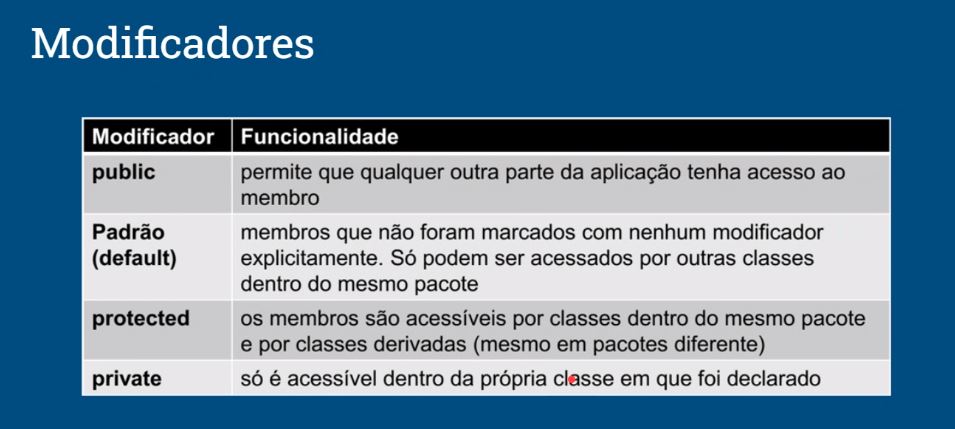 Modificadores
Modificador Funcionalidade
public permite que qualquer outra parte da aplicação tenha acesso ao
membro
Padrão membros que não foram marcados com nenhum modificador
(default) explicitamente. Só podem ser acessados por outras classes
dentro do mesmo pacote
protected os membros são acessíveis por classes dentro do mesmo pacote
e por classes derivadas (mesmo em pacotes diferente)
private só é acessível dentro da própria classe em que foi declarado